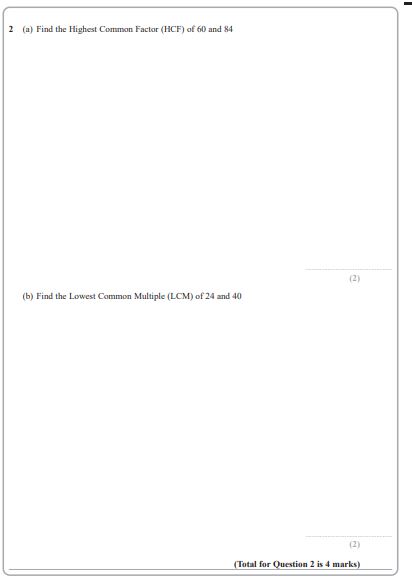 2 (a) Find the Highest Common Factor (HCF) of 60 and 84
(2)
(b) Find the Lowest Common Multiple (LCM) of 24 and 40
(2)
(Total for Question 2 is 4 marks)